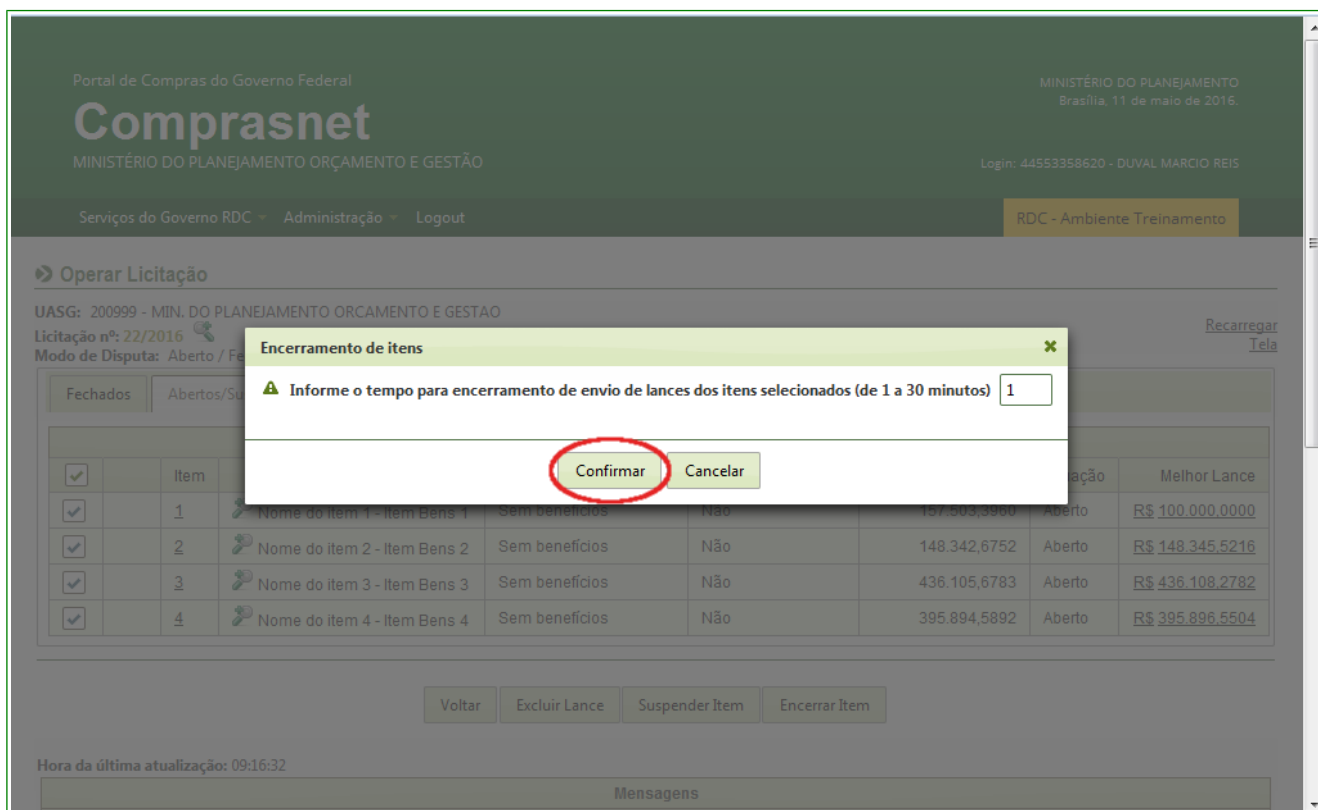 Portal de Compras do Governo Federal
MINISTÉRIO DO PLANEJAMENTO
Brasília, 11 de maio de 2016.
Comprasnet
MINISTÉRIO DO PLANEJAMENTO ORÇAMENTO E GESTÃO
Login: 44553358620 - DUVAL MARCIO REIS
Serviços do Governo RDC Administração Logout
RDC - Ambiente Treinamento
Operar Licitação
UASG: 200999 - MIN. DO PLANEJAMENTO ORCAMENTO E GESTAO
Licitação nº: 22/2016
Modo de Disputa: Aberto / Fe
Recarregar
Tela
Encerramento de itens
Informe o tempo para encerramento de envio de lances dos itens selecionados (de 1 a 30 minutos) 1
Confirmar Cancelar
Fechados Abertos/Su
Item ação Melhor Lance
1 Nome do item 1 - Item Bens 1 Sem benefícios Não 157.503,3960 Aberto R$ 100.000,0000
2 Nome do item 2 - Item Bens 2 Sem benefícios Não 148.342,6752 Aberto R$ 148.345,5216
3 Nome do item 3 - Item Bens 3 Sem benefícios Não 436.105,6783 Aberto R$ 436.108,2782
4 Nome do item 4 - Item Bens 4 Sem benefícios Não 395.894,5892 Aberto R$ 395.896,5504
Voltar Excluir Lance Suspender Item Encerrar Item
Hora da última atualização: 09:16:32
Mensagens